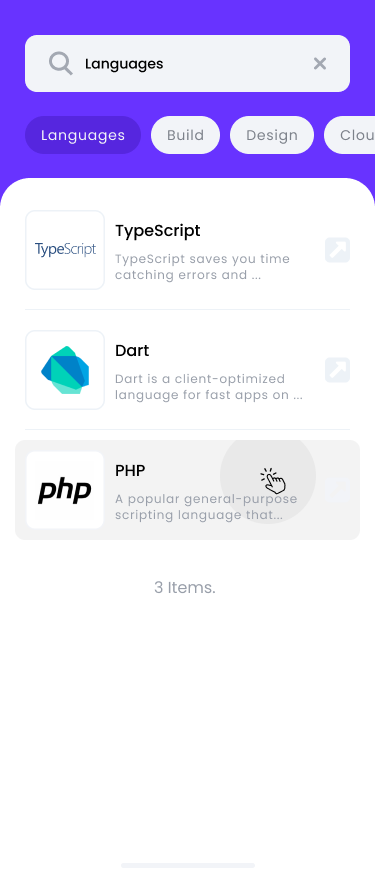 Languages
Languages
Build
Design
Clou
TypeScript
TypeScript
TypeScript saves you time
catching errors and ...
Dart
Dart is a client-optimized
language for fast apps on ...
php
PHP
A popular general-purpose
scripting language that...
3 Items.